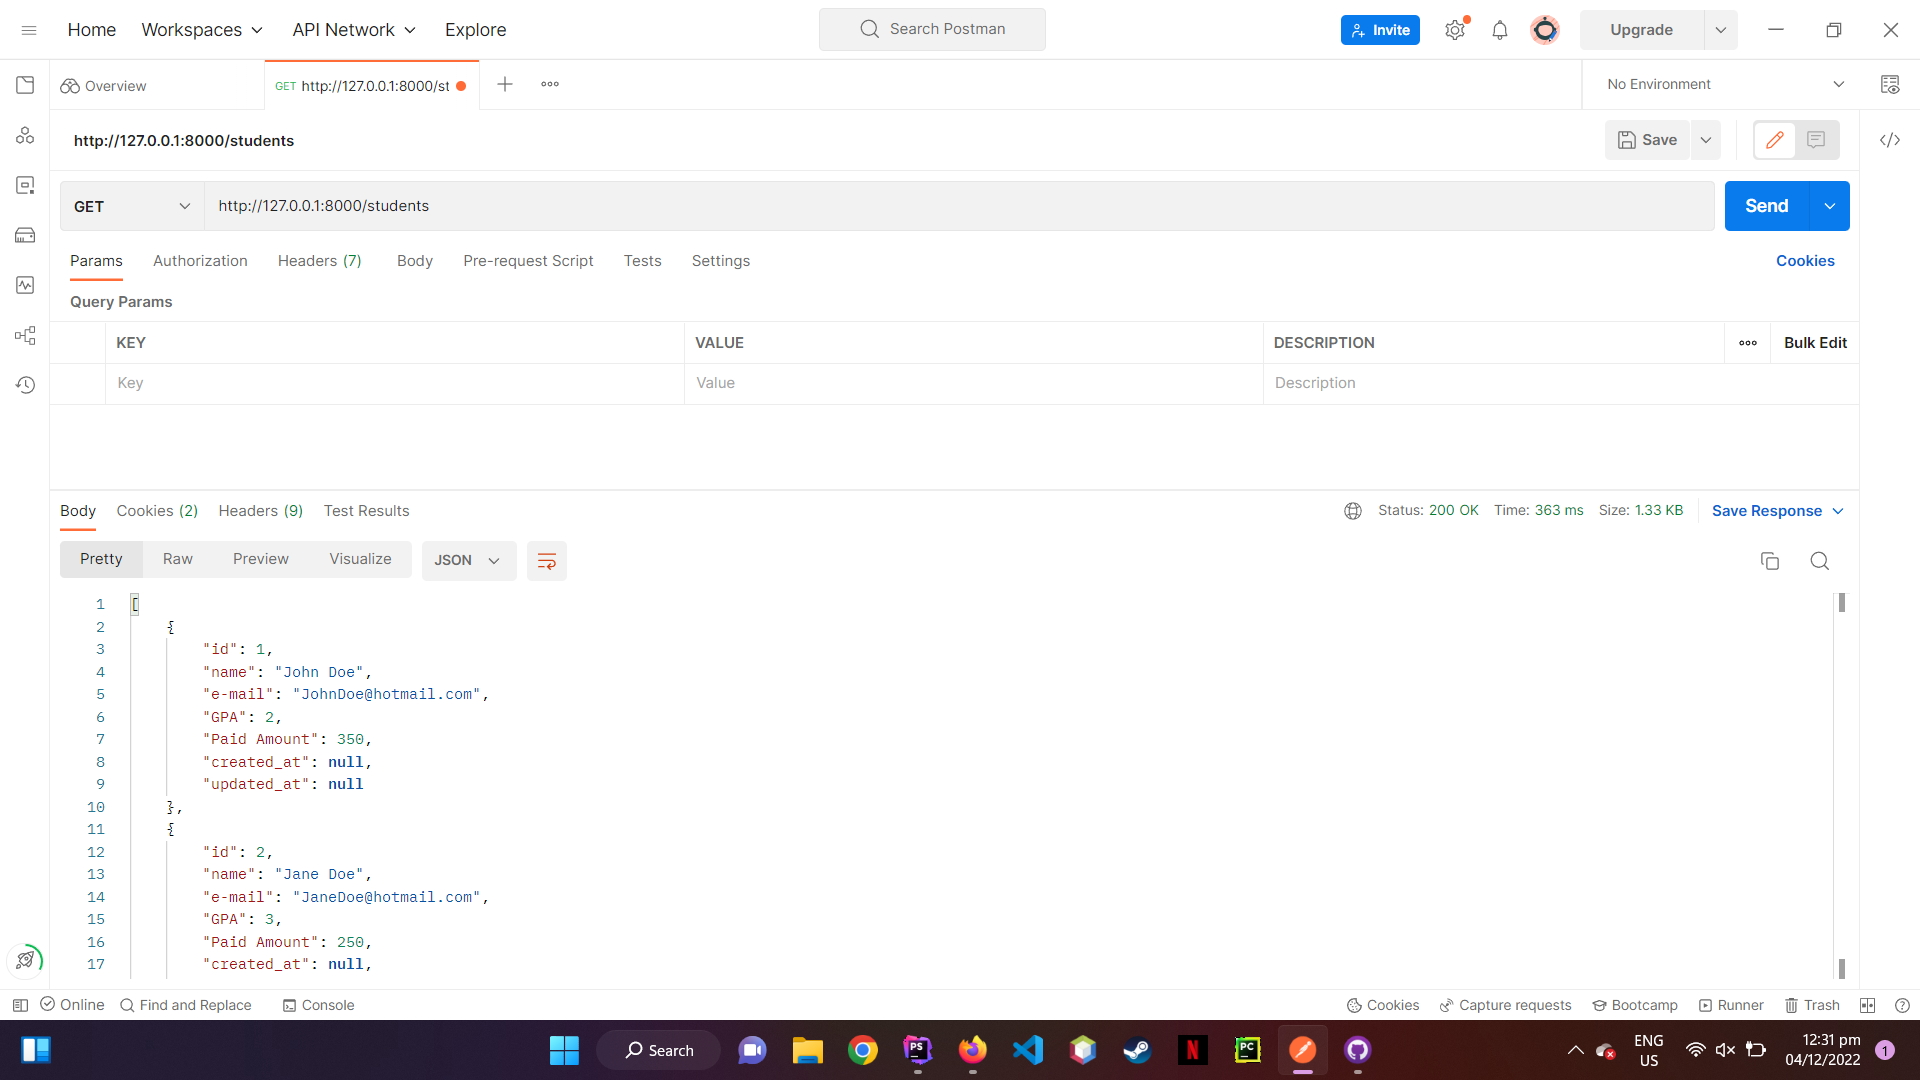 Home Workspaces API Network Explore Search Postman Invite Upgrade
Overview GET http://127.0.0.1:8000/st No Environment
http://127.0.0.1:8000/students Save
GET http://127.0.0.1:8000/students Send
Params Authorization Headers (7) Body Pre-request Script Tests Settings Cookies
Query Params
KEY VALUE DESCRIPTION Bulk Edit
Key Value Description
Body Cookies (2) Headers (9) Test Results Status: 200 OK Time: 363 ms Size: 1.33 KB Save Response
Pretty Raw Preview Visualize JSON
1 [
2 {
3 "id": 1,
4 "name": "John Doe",
5 "e-mail": "JohnDoe@hotmail.com",
6 "GPA": 2,
7 "Paid Amount": 350,
8 "created_at": null,
9 "updated_at": null
10 },
11 {
12 "id": 2,
13 "name": "Jane Doe",
14 "e-mail": "JaneDoe@hotmail.com",
15 "GPA": 3,
16 "Paid Amount": 250,
17 "created_at": null,
Online Find and Replace Console Cookies Capture requests Bootcamp Runner Trash
Search PS N PC ENG 12:31 pm
US 04/12/2022 1